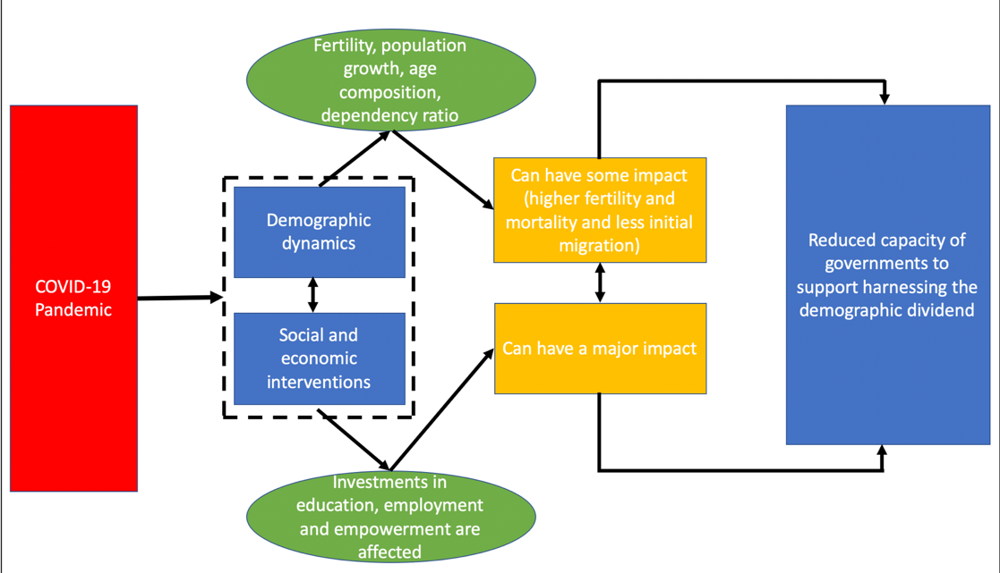 Fertility, population
growth, age
composition,
dependency ratio
COVID-19
Pandemic
Demographic
dynamics
Social and
economic
interventions
Investments in
education, employment
and empowerment are
affected
Can have some impact
(higher fertility and
mortality and less initial
migration)
Can have a major impact
Reduced capacity of
governments to
support harnessing the
demographic dividend